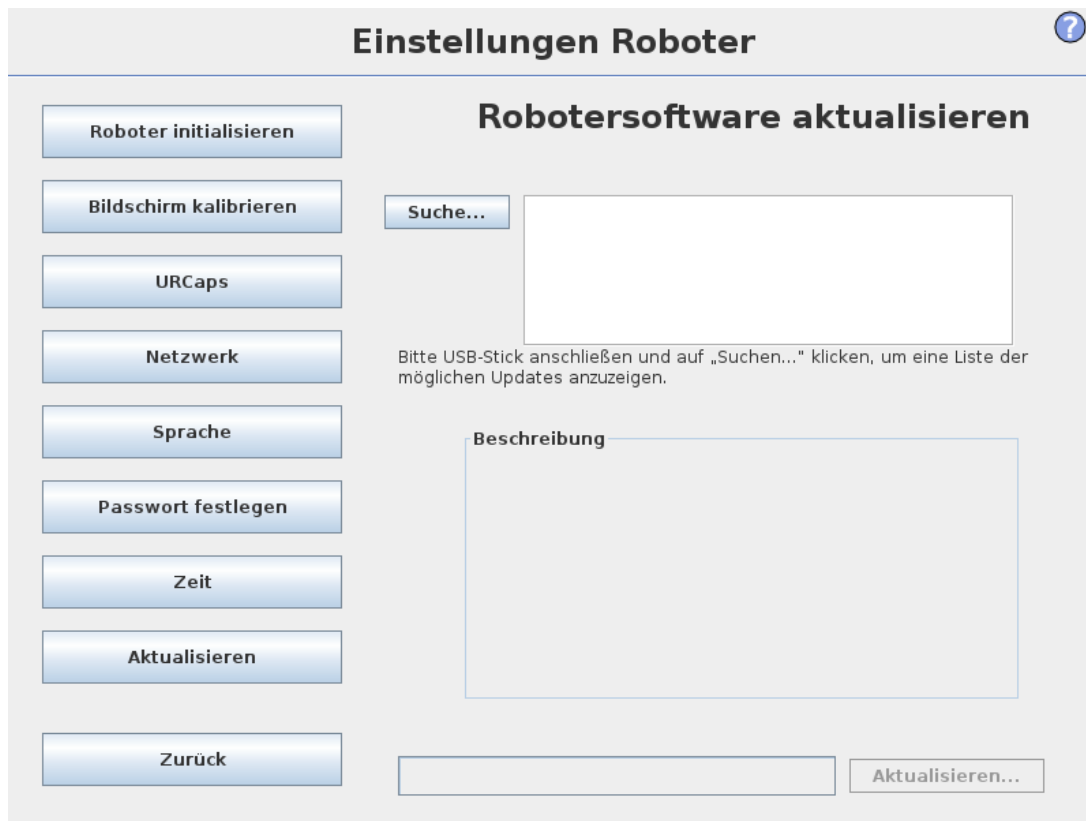 Einstellungen Roboter
?
Roboter initialisieren
Bildschirm kalibrieren
URCaps
Netzwerk
Sprache
Passwort festlegen
Zeit
Aktualisieren
Zurück
Robotersoftware aktualisieren
Suche...
Bitte USB-Stick anschließen und auf „Suchen..." klicken, um eine Liste der
möglichen Updates anzuzeigen.
Beschreibung
Aktualisieren...